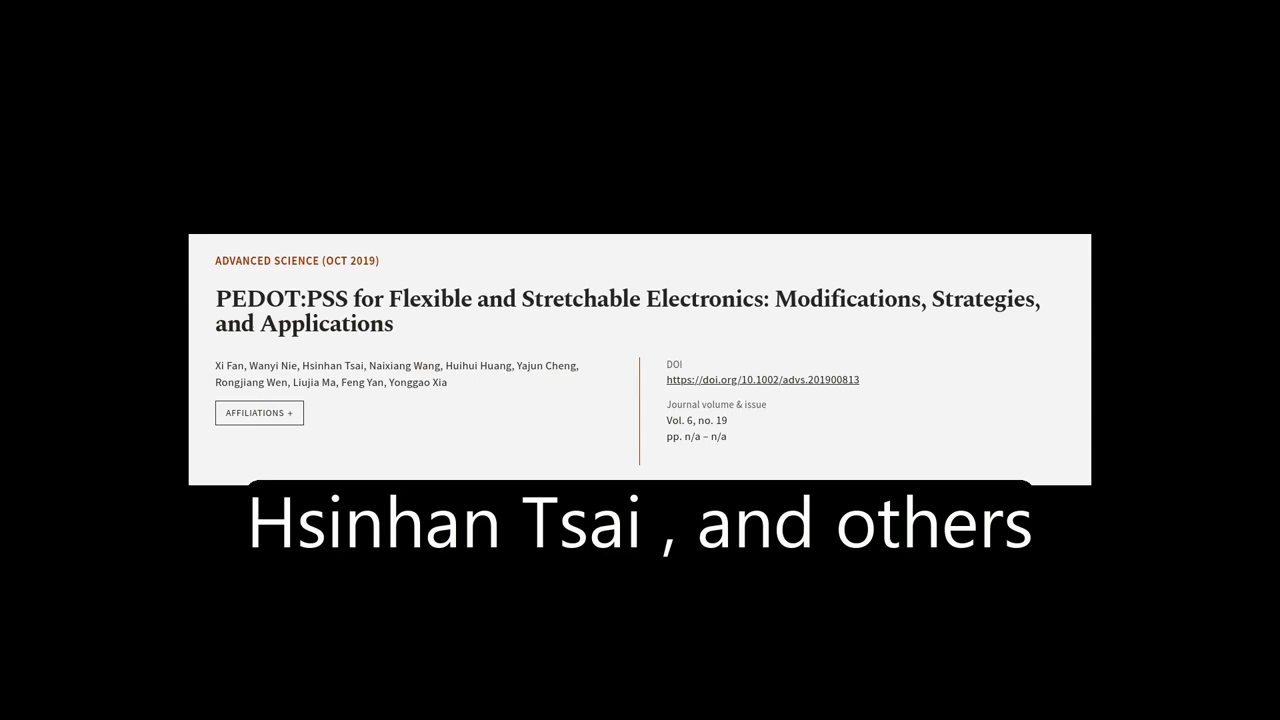 ADVANCED SCIENCE (OCT 2019)
PEDOT:PSS for Flexible and Stretchable Electronics: Modifications, Strategies,
and Applications
Xi Fan, Wanyi Nie, Hsinhan Tsai, Naixiang Wang, Huihui Huang, Yajun Cheng,
Rongjiang Wen, Liujia Ma, Feng Yan, Yonggao Xia
AFFILIATIONS +
DOI
https://doi.org/10.1002/advs.201900813
Journal volume & issue
Vol. 6, no. 19
pp. n/a – n/a
Hsinhan Tsai , and others